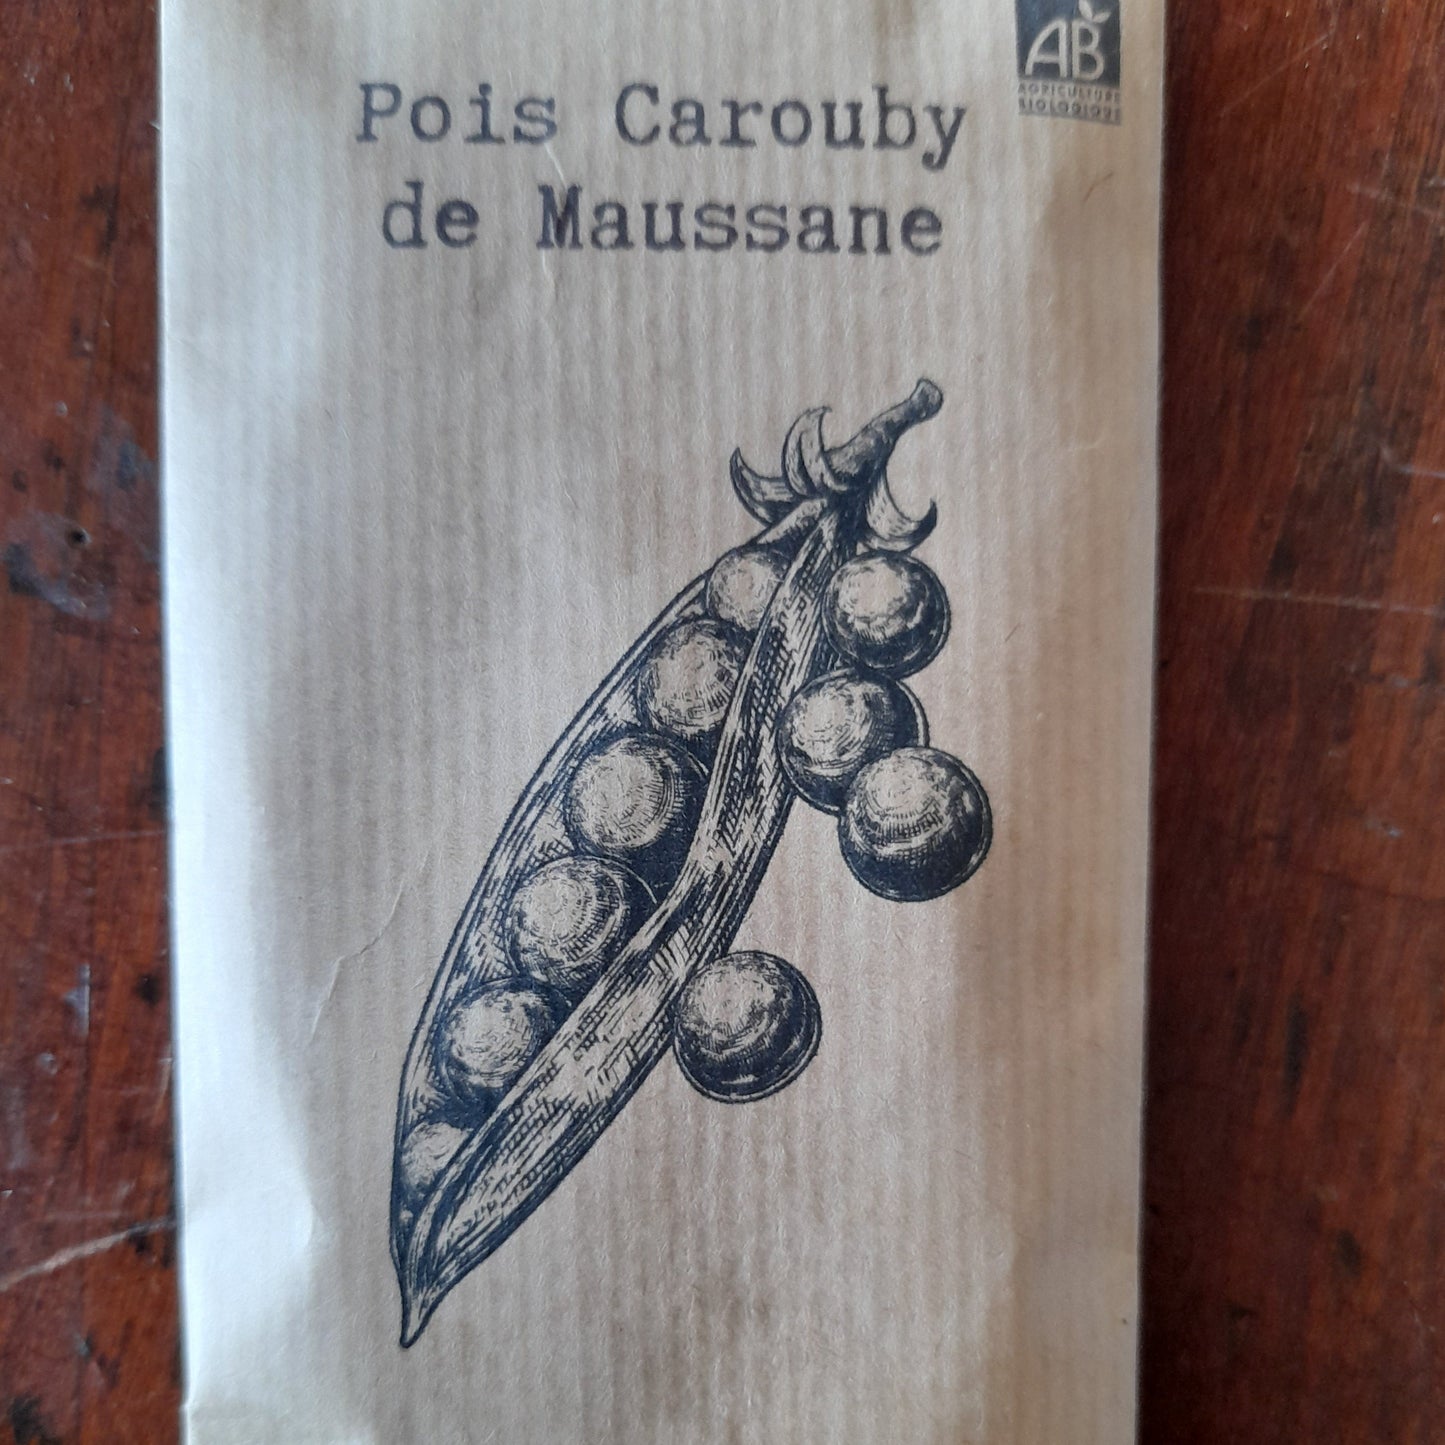 AB
AGRICULTURE
BIOLOGIQUE
Pois Carouby
de Maussane